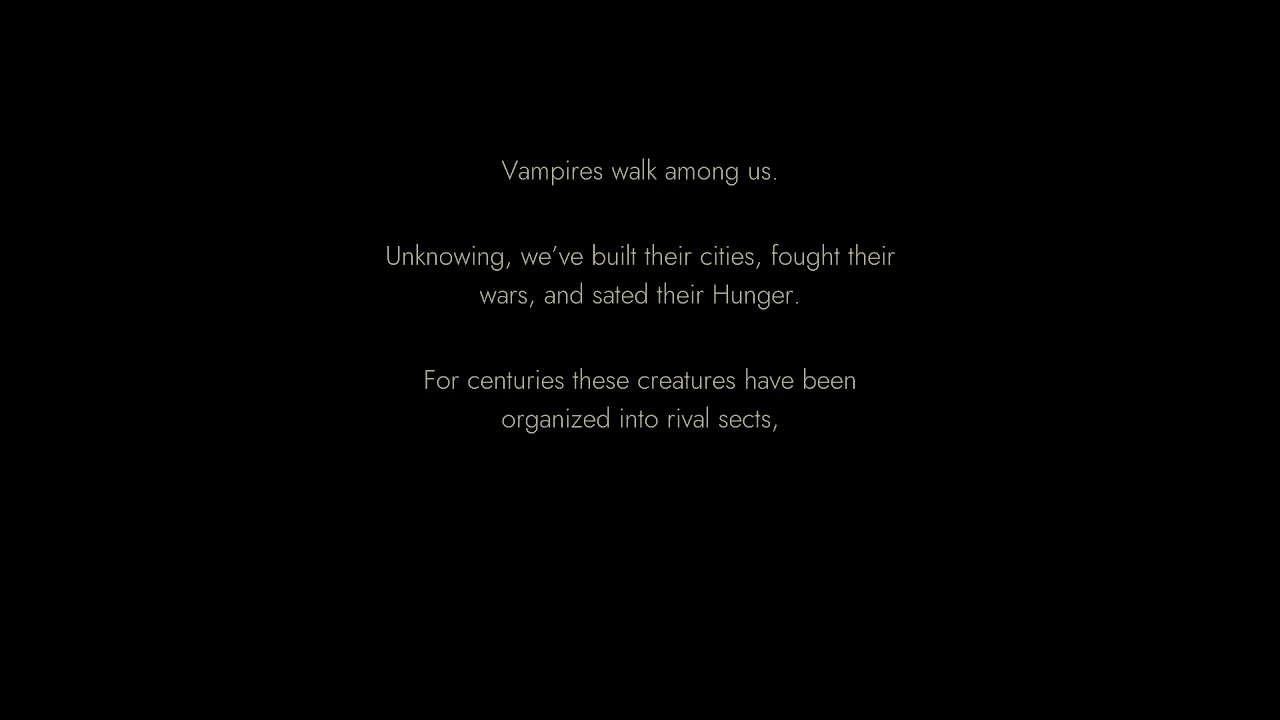 Vampires walk among us.
Unknowing, we’ve built their cities, fought their
wars, and sated their Hunger.
For centuries these creatures have been
organized into rival sects,